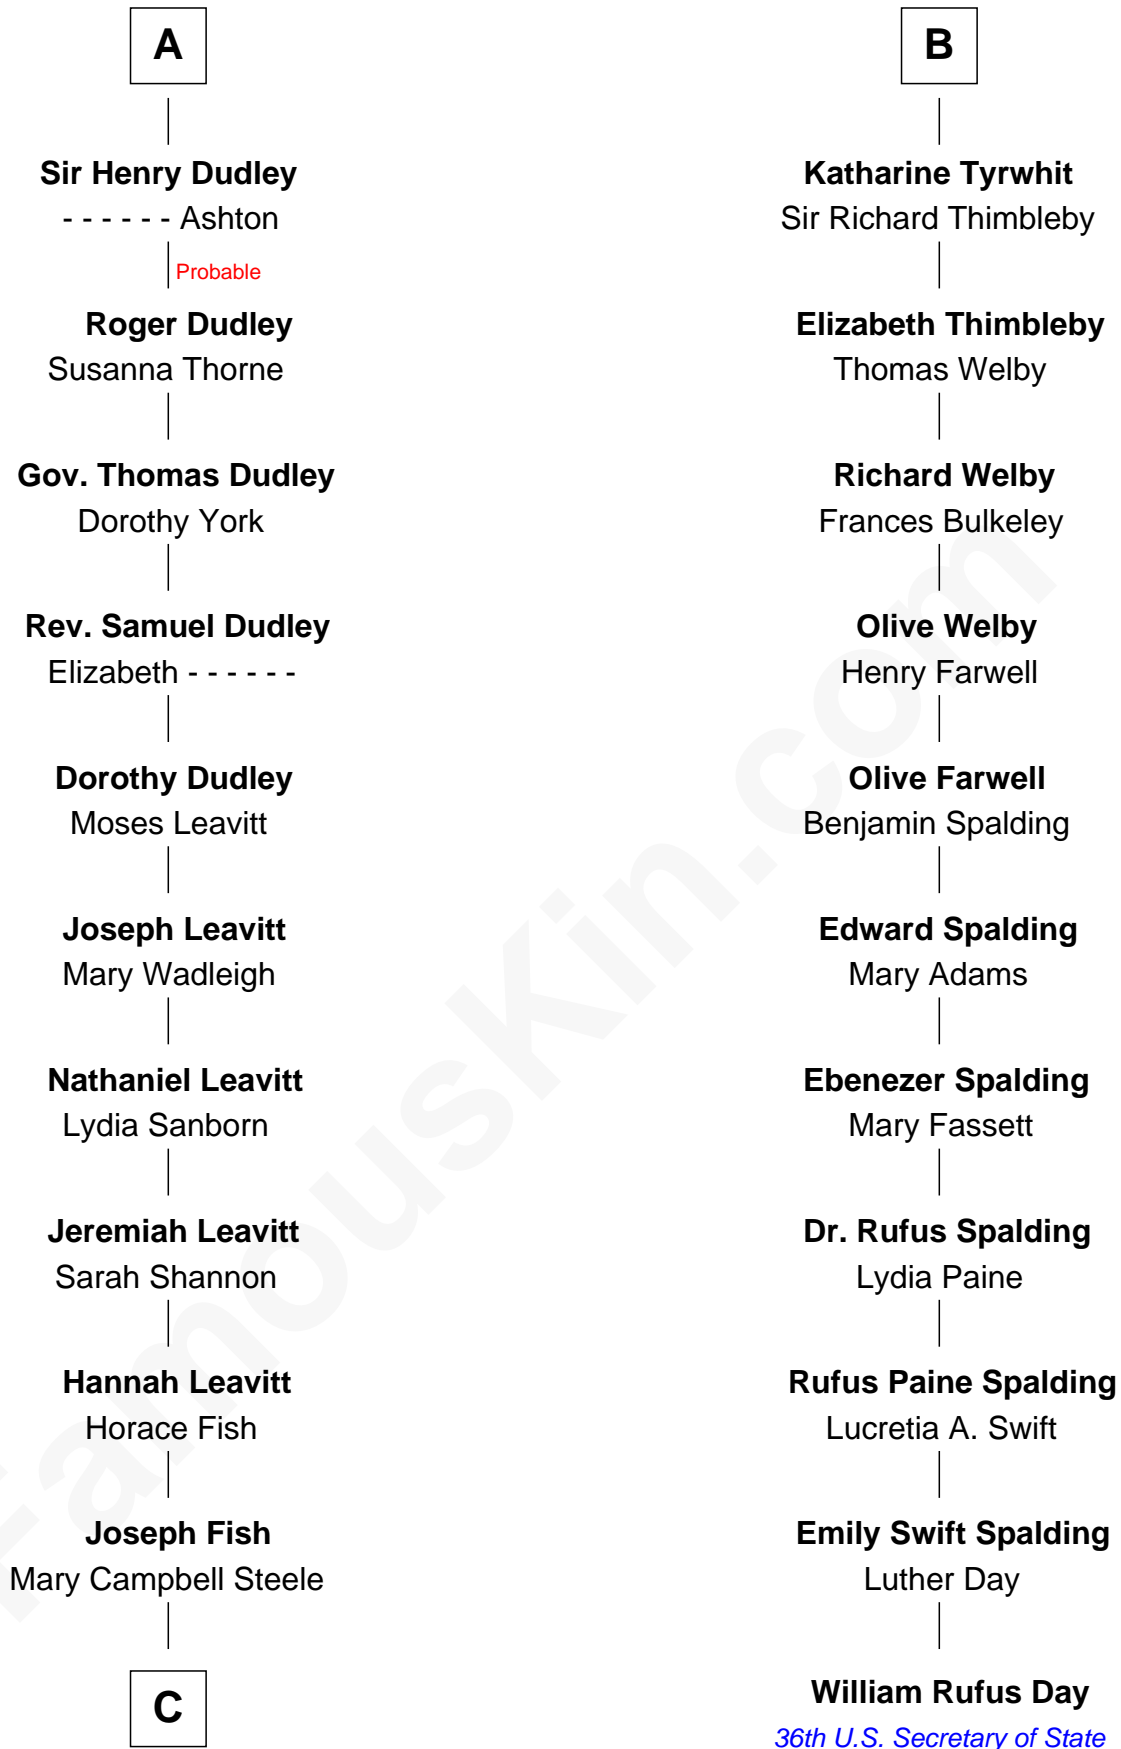 A
Sir Henry Dudley
- - - - - - Ashton
Probable
Roger Dudley
Susanna Thorne
Gov. Thomas Dudley
Dorothy York
Rev. Samuel Dudley
Elizabeth - - - - - -
Dorothy Dudley
Moses Leavitt
Joseph Leavitt
Mary Wadleigh
Nathaniel Leavitt
Lydia Sanborn
Jeremiah Leavitt
Sarah Shannon
Hannah Leavitt
Horace Fish
Joseph Fish
Mary Campbell Steele
C
B
Katharine Tyrwhit
Sir Richard Thimbleby
Elizabeth Thimbleby
Thomas Welby
Richard Welby
Frances Bulkeley
Olive Welby
Henry Farwell
Olive Farwell
Benjamin Spalding
Edward Spalding
Mary Adams
Ebenezer Spalding
Mary Fassett
Dr. Rufus Spalding
Lydia Paine
Rufus Paine Spalding
Lucretia A. Swift
Emily Swift Spalding
Luther Day
William Rufus Day
36th U.S. Secretary of State
FamousKin.com